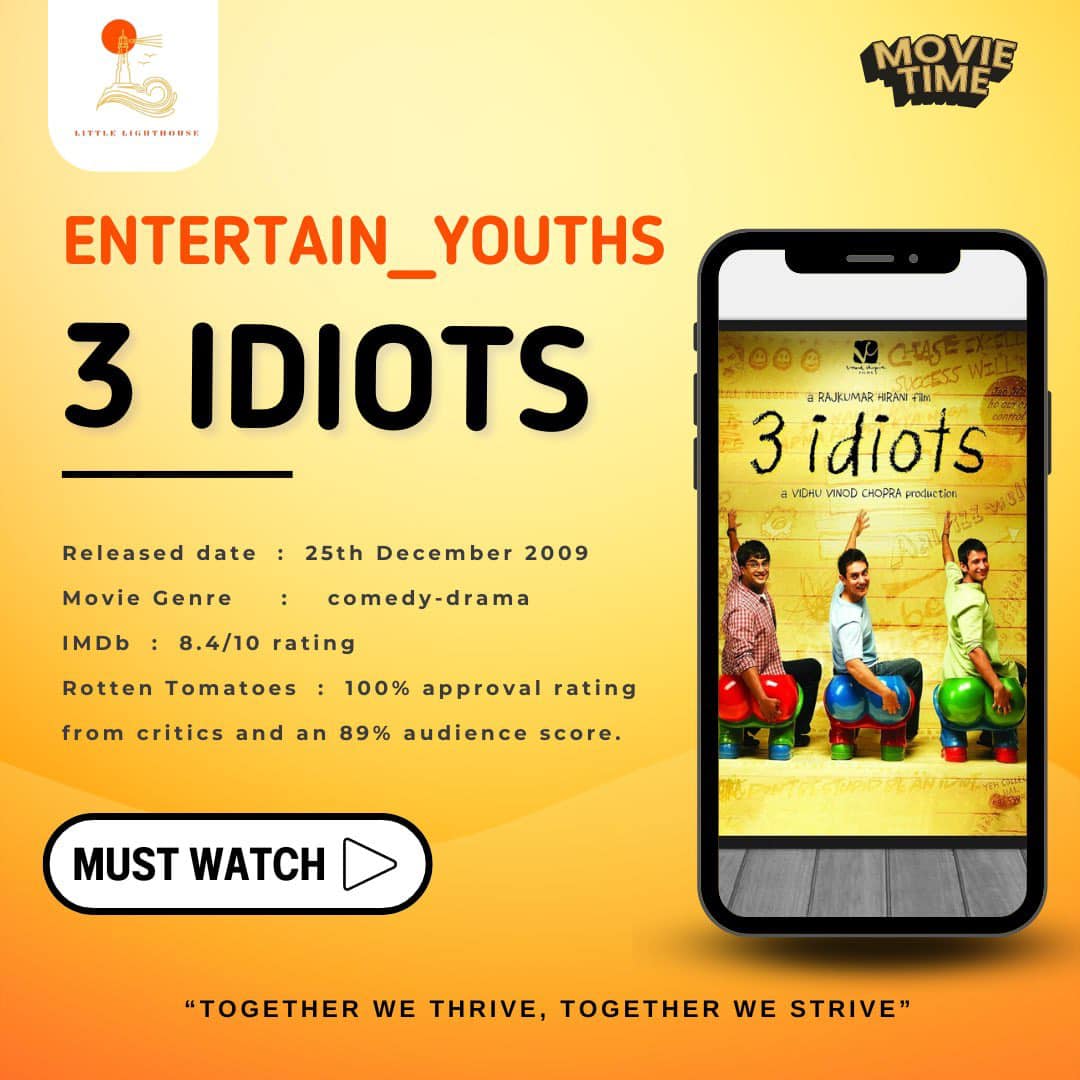 LITTLE LIGHTHOUSE
MOVIE
TIME
ENTERTAIN_YOUTHS
3 IDIOTS
Released date : 25th December 2009
Movie Genre : comedy-drama
IMDb : 8.4/10 rating
Rotten Tomatoes : 100% approval rating
from critics and an 89% audience score.
MUST WATCH
a RAJKUMAR HIRANI film
3 idiots
a VIDHU VINOD CHOPRA production
“TOGETHER WE THRIVE, TOGETHER WE STRIVE”